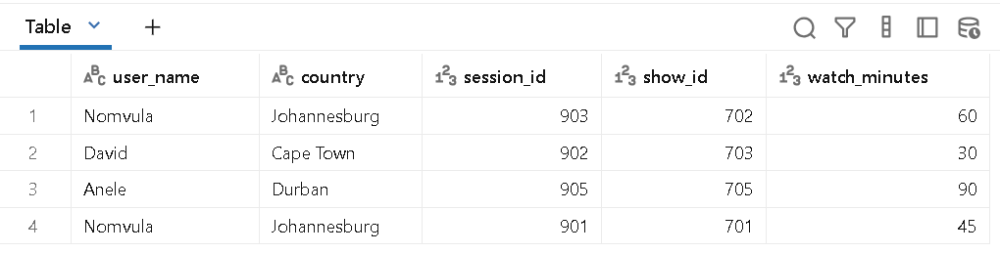 Table
user_name country session_id show_id watch_minutes
1 Nomvula Johannesburg 903 702 60
2 David Cape Town 902 703 30
3 Anele Durban 905 705 90
4 Nomvula Johannesburg 901 701 45